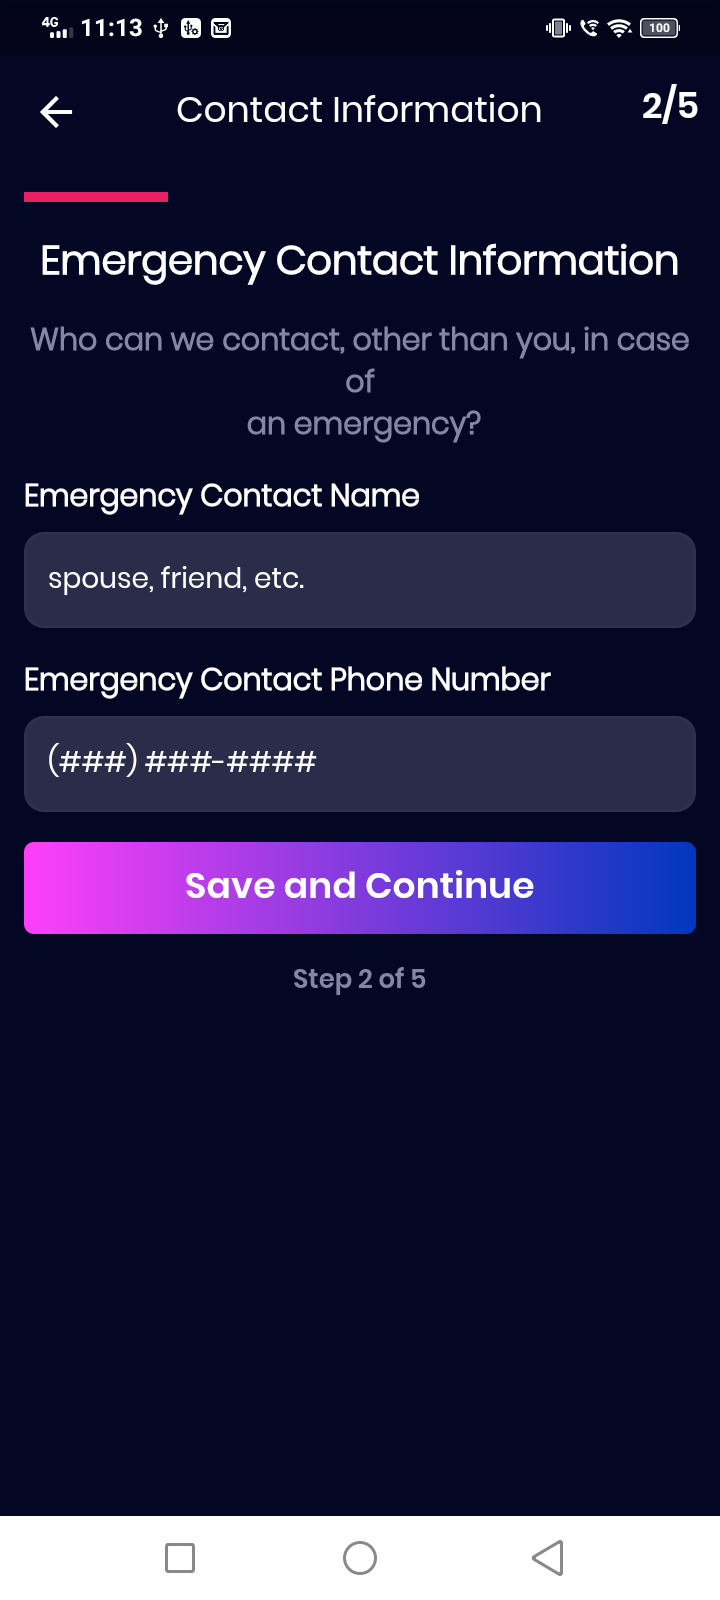 4G 11:13 100
Contact Information 2/5
Emergency Contact Information
Who can we contact, other than you, in case
of
an emergency?
Emergency Contact Name
spouse, friend, etc.
Emergency Contact Phone Number
(###) ###-####
Save and Continue
Step 2 of 5